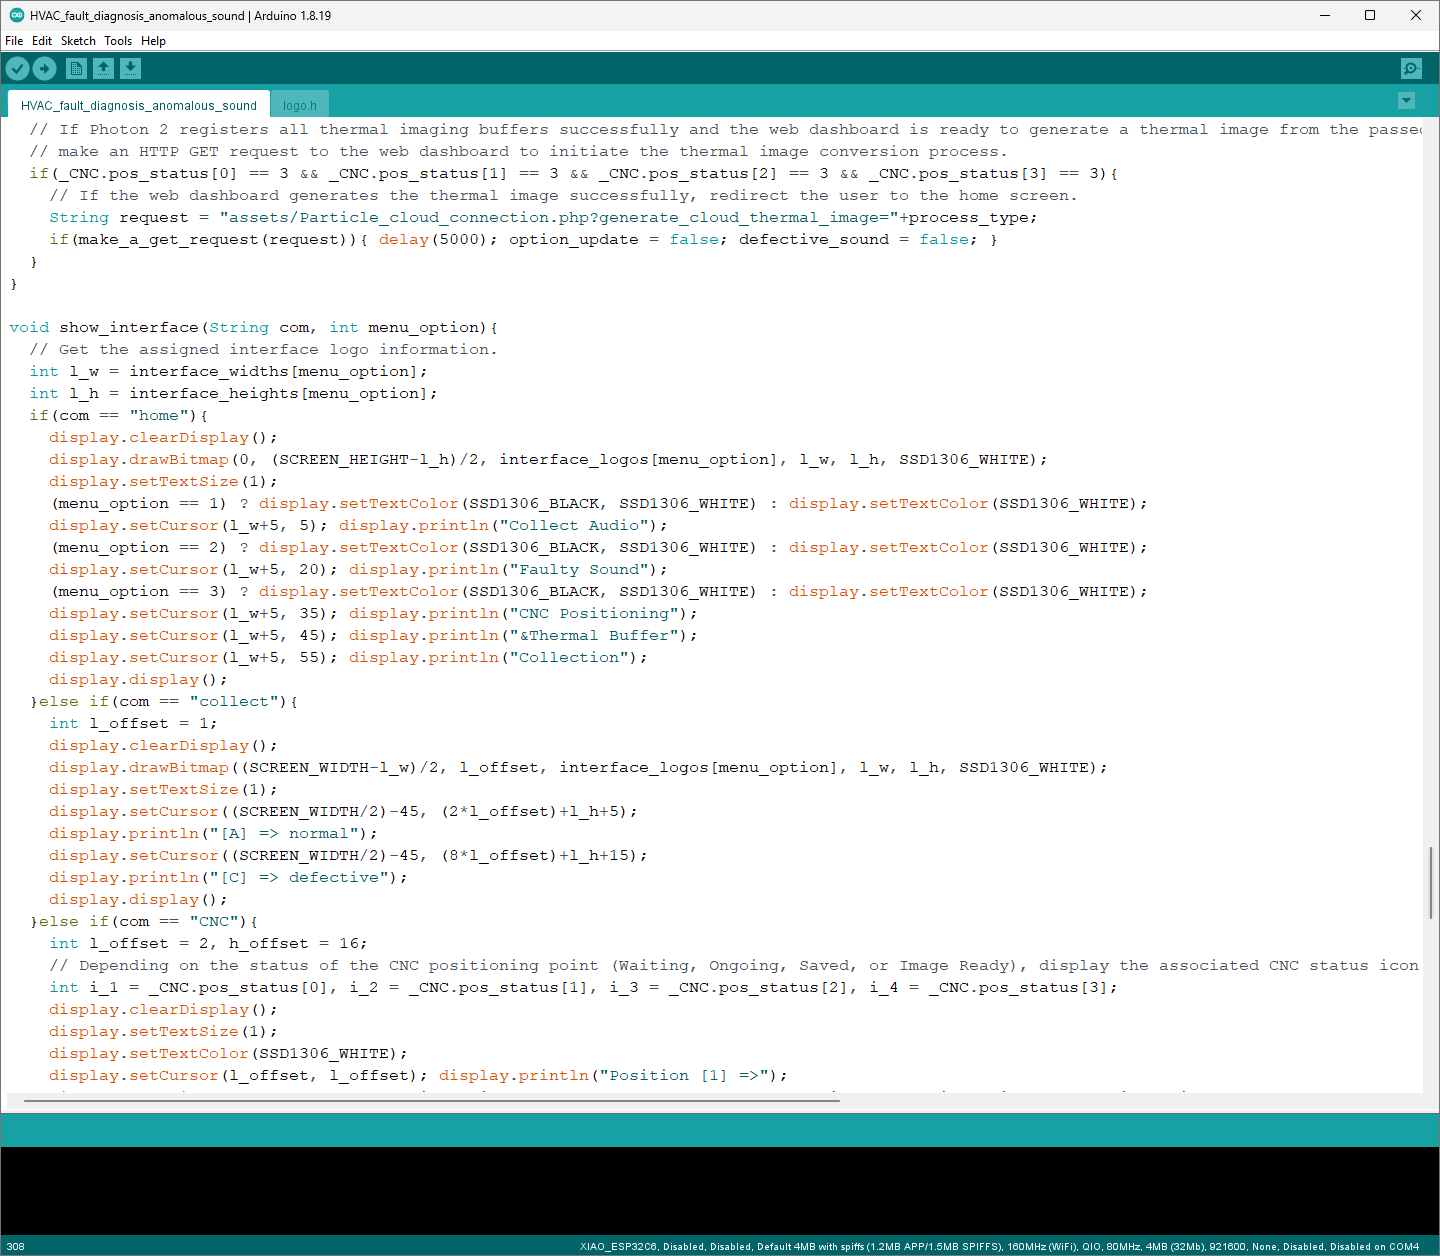 HVAC_fault_diagnosis_anomalous_sound | Arduino 1.8.19
File Edit Sketch Tools Help
HVAC_fault_diagnosis_anomalous_sound logo.h
// If Photon 2 registers all thermal imaging buffers successfully and the web dashboard is ready to generate a thermal image from the passed
// make an HTTP GET request to the web dashboard to initiate the thermal image conversion process.
if(_CNC.pos_status[0] == 3 && _CNC.pos_status[1] == 3 && _CNC.pos_status[2] == 3 && _CNC.pos_status[3] == 3){
// If the web dashboard generates the thermal image successfully, redirect the user to the home screen.
String request = "assets/Particle_cloud_connection.php?generate_cloud_thermal_image="+process_type;
if(make_a_get_request(request)){ delay(5000); option_update = false; defective_sound = false; }
}
}
void show_interface(String com, int menu_option){
// Get the assigned interface logo information.
int l_w = interface_widths[menu_option];
int l_h = interface_heights[menu_option];
if(com == "home"){
display.clearDisplay();
display.drawBitmap(0, (SCREEN_HEIGHT-l_h)/2, interface_logos[menu_option], l_w, l_h, SSD1306_WHITE);
display.setTextSize(1);
(menu_option == 1) ? display.setTextColor(SSD1306_BLACK, SSD1306_WHITE) : display.setTextColor(SSD1306_WHITE);
display.setCursor(l_w+5, 5); display.println("Collect Audio");
(menu_option == 2) ? display.setTextColor(SSD1306_BLACK, SSD1306_WHITE) : display.setTextColor(SSD1306_WHITE);
display.setCursor(l_w+5, 20); display.println("Faulty Sound");
(menu_option == 3) ? display.setTextColor(SSD1306_BLACK, SSD1306_WHITE) : display.setTextColor(SSD1306_WHITE);
display.setCursor(l_w+5, 35); display.println("CNC Positioning");
display.setCursor(l_w+5, 45); display.println("&Thermal Buffer");
display.setCursor(l_w+5, 55); display.println("Collection");
display.display();
}else if(com == "collect"){
int l_offset = 1;
display.clearDisplay();
display.drawBitmap((SCREEN_WIDTH-l_w)/2, l_offset, interface_logos[menu_option], l_w, l_h, SSD1306_WHITE);
display.setTextSize(1);
display.setCursor((SCREEN_WIDTH/2)-45, (2*l_offset)+l_h+5);
display.println("[A] => normal");
display.setCursor((SCREEN_WIDTH/2)-45, (8*l_offset)+l_h+15);
display.println("[C] => defective");
display.display();
}else if(com == "CNC"){
int l_offset = 2, h_offset = 16;
// Depending on the status of the CNC positioning point (Waiting, Ongoing, Saved, or Image Ready), display the associated CNC status icon
int i_1 = _CNC.pos_status[0], i_2 = _CNC.pos_status[1], i_3 = _CNC.pos_status[2], i_4 = _CNC.pos_status[3];
display.clearDisplay();
display.setTextSize(1);
display.setTextColor(SSD1306_WHITE);
display.setCursor(l_offset, l_offset); display.println("Position [1] =>");
308 XIAO_ESP32C6, Disabled, Disabled, Default 4MB with spiffs (1.2MB APP/1.5MB SPIFFS), 160MHz (WiFi), QIO, 80MHz, 4MB (32Mb), 921600, None, Disabled, Disabled on COM4